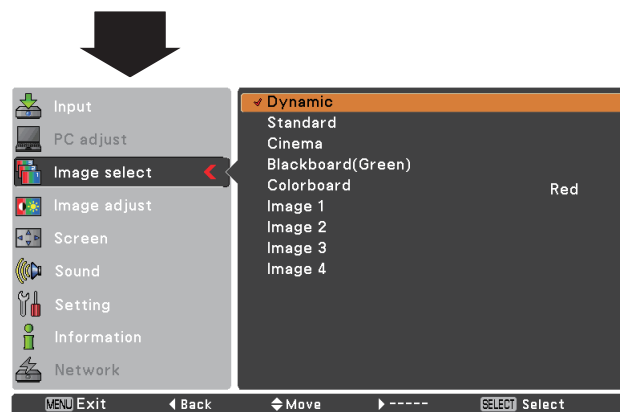 Input
PC adjust
Image select
Image adjust
Screen
Sound
Setting
Information
Network
Dynamic
Standard
Cinema
Blackboard(Green)
Colorboard Red
Image 1
Image 2
Image 3
Image 4
MENU Exit Back Move ----- SELECT Select